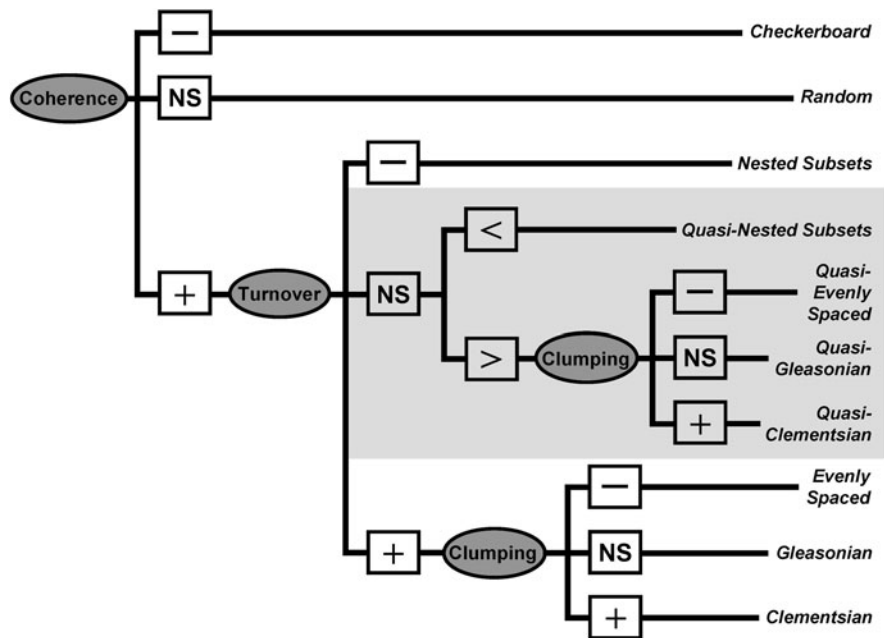 −
Checkerboard
Coherence
NS
Random
−
Nested Subsets
<
Quasi-Nested Subsets
+
Turnover
NS
−
Quasi-
Evenly
Spaced
>
Clumping
NS
Quasi-
Gleasonian
+
Quasi-
Clementsian
−
Evenly
Spaced
+
Clumping
NS
Gleasonian
+
Clementsian